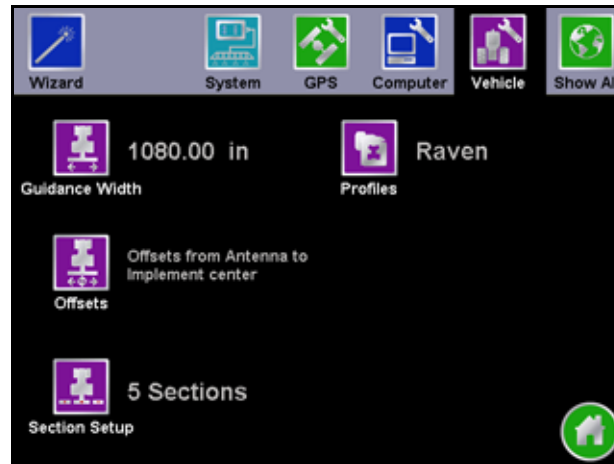 Wizard
System
GPS
Computer
Vehicle
Show Al
1080.00 in
Guidance Width
Raven
Profiles
Offsets from Antenna to
Implement center
Offsets
5 Sections
Section Setup